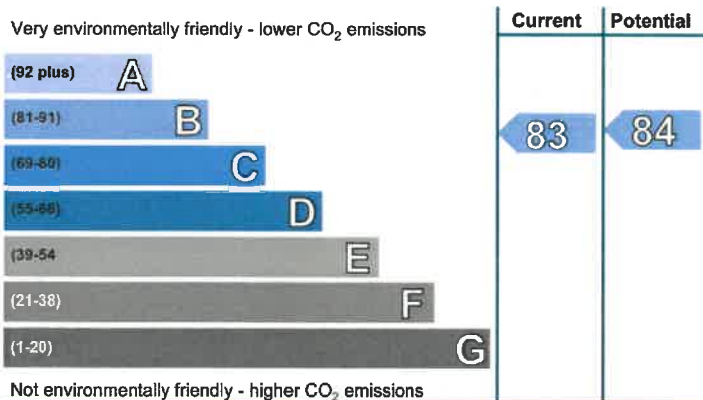 Very environmentally friendly - lower CO₂ emissions
Current
Potential
(92 plus) A
(81-91) B
(69-80) C
(55-68) D
(39-54 E
(21-38) F
(1-20) G
83
84
Not environmentally friendly - higher CO₂ emissions